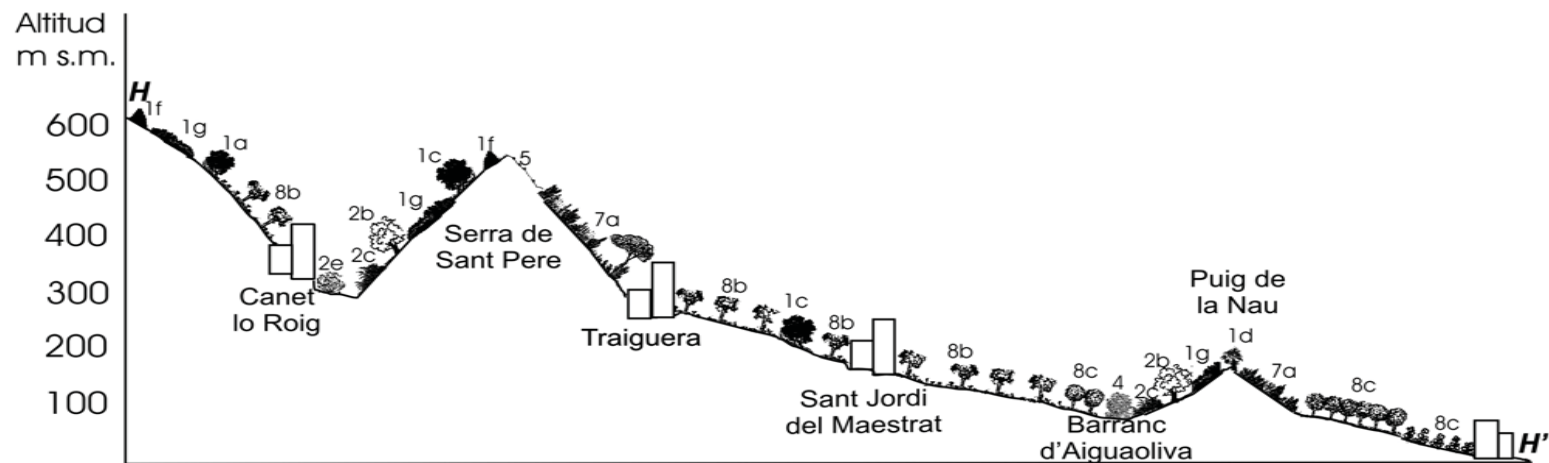 Altitud
m s.m.
H
600
500
400
300
200
100
1f
1g
1a
8b
Canet
lo Roig
2e
2c
2b
1g
1c
1f
5
Serra de
Sant Pere
7a
Traiguera
8b
1c
8b
Sant Jordi
del Maestrat
8b
8c
4
Barranc
d'Aiguaoliva
2c
2b
1g
1d
Puig de
la Nau
7a
8c
8c
H'